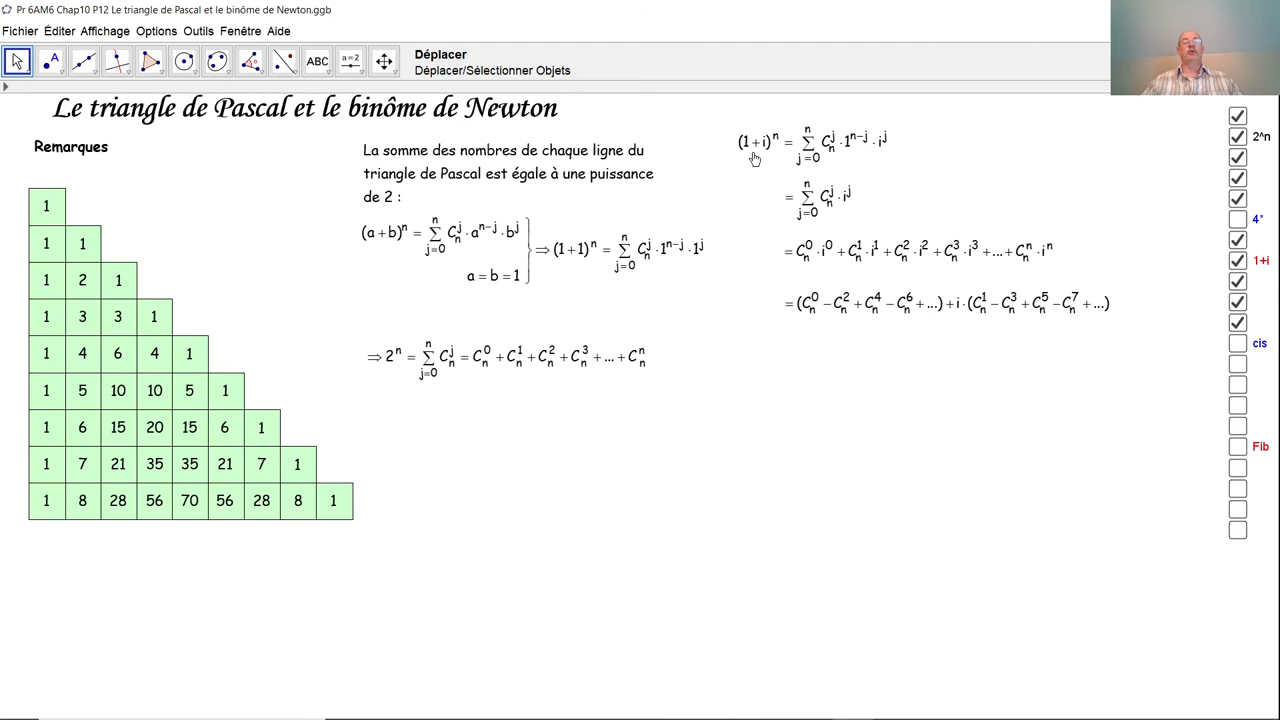 Pr 6AM6 Chap10 P12 Le triangle de Pascal et le binôme de Newton.ggb
Fichier Éditer Affichage Options Outils Fenêtre Aide
A ABC a=2 Déplacer
Déplacer/Sélectionner Objets
Le triangle de Pascal et le binôme de Newton
Remarques
1
1 1
1 2 1
1 3 3 1
1 4 6 4 1
1 5 10 10 5 1
1 6 15 20 15 6 1
1 7 21 35 35 21 7 1
1 8 28 56 70 56 28 8 1
La somme des nombres de chaque ligne du
triangle de Pascal est égale à une puissance
de 2 :
(a+b)^n = ∑_{j=0}^{n} C_n^j · a^{n-j} · b^j
a = b = 1
⇒ (1+1)^n = ∑_{j=0}^{n} C_n^j · 1^{n-j} · 1^j
⇒ 2^n = ∑_{j=0}^{n} C_n^j = C_n^0 + C_n^1 + C_n^2 + C_n^3 + ... + C_n^n
(1+i)^n = ∑_{j=0}^{n} C_n^j · 1^{n-j} · i^j
= ∑_{j=0}^{n} C_n^j · i^j
= C_n^0 · i^0 + C_n^1 · i^1 + C_n^2 · i^2 + C_n^3 · i^3 + ... + C_n^n · i^n
= (C_n^0 − C_n^2 + C_n^4 − C_n^6 + ...) + i · (C_n^1 − C_n^3 + C_n^5 − C_n^7 + ...)
2^n
4*
1+i
cis
Fib